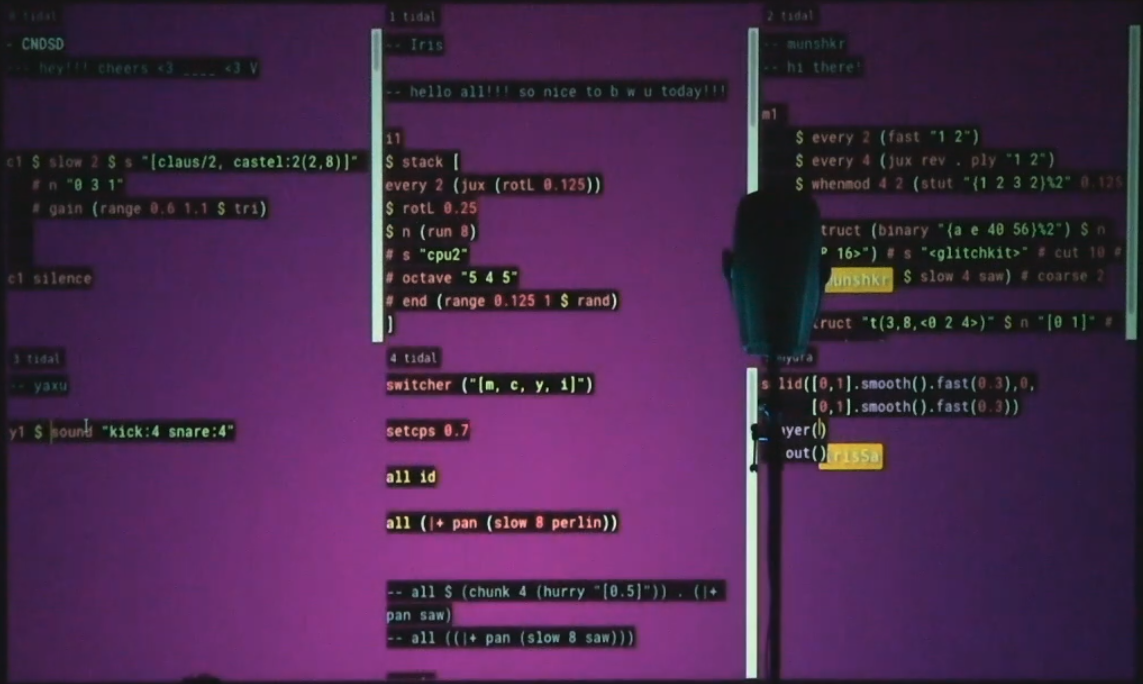 0 tidal
- CNDSD
--- hey!!! cheers <3 ____ <3 V
c1 $ slow 2 $ s "[claus/2, castel:2(2,8)]"
# n "0 3 1"
# gain (range 0.6 1.1 $ tri)
c1 silence
1 tidal
-- Iris
-- hello all!!! so nice to b w u today!!!
i1
$ stack [
every 2 (jux (rotL 0.125))
$ rotL 0.25
$ n (run 8)
# s "cpu2"
# octave "5 4 5"
# end (range 0.125 1 $ rand)
]
2 tidal
-- munshkr
-- hi there!
m1
$ every 2 (fast "1 2")
$ every 4 (jux rev . ply "1 2")
$ whenmod 4 2 (stut "{1 2 3 2}%2" 0.125
truct (binary "{a e 40 56}%2") $ n
16>") # s "<glitchkit>" # cut 10 #
munshkr $ slow 4 saw) # coarse 2
truct "t(3,8,<0 2 4>)" $ n "[0 1]" #
3 tidal
-- yaxu
y1 $ sound "kick:4 snare:4"
4 tidal
switcher ("[m, c, y, i]")
setcps 0.7
all id
all (|+ pan (slow 8 perlin))
-- all $ (chunk 4 (hurry "[0.5]")) . (|+
pan saw)
-- all ((|+ pan (slow 8 saw)))
s lid([0,1].smooth().fast(0.3),0,
[0,1].smooth().fast(0.3))
ayer()
out() irisSa